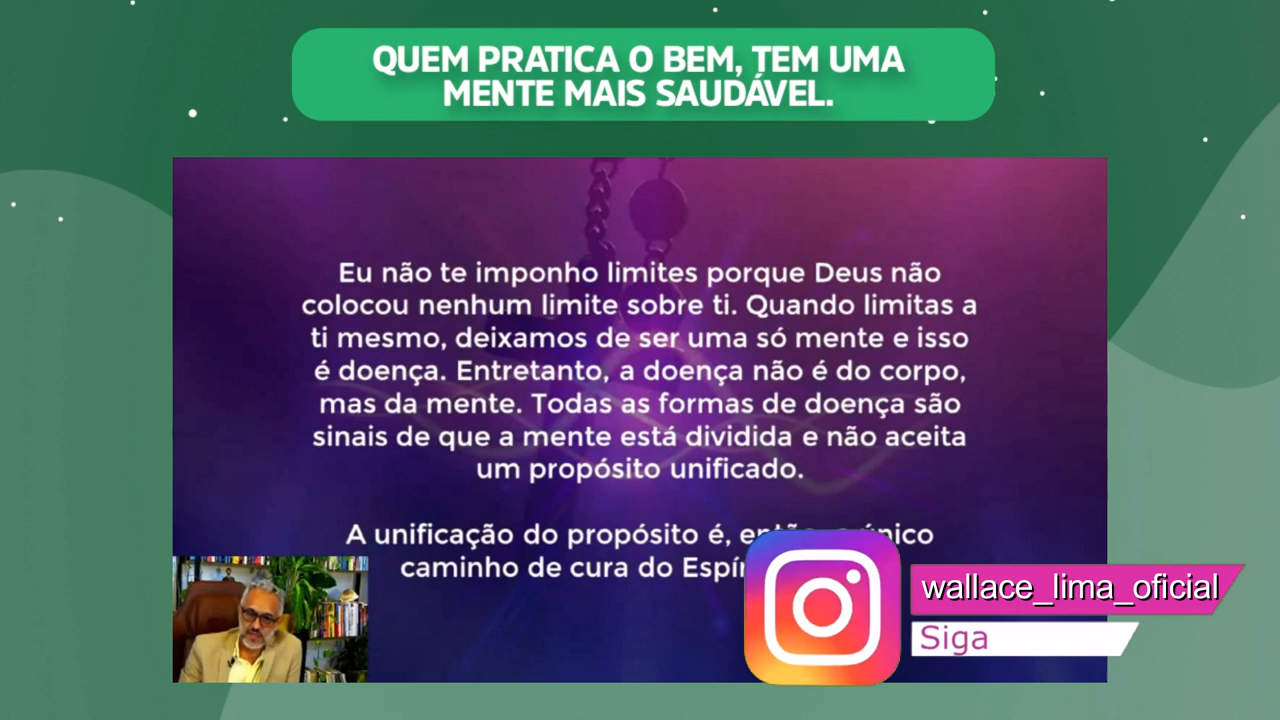 QUEM PRATICA O BEM, TEM UMA
MENTE MAIS SAUDÁVEL.
Eu não te imponho limites porque Deus não
colocou nenhum limite sobre ti. Quando limitas a
ti mesmo, deixamos de ser uma só mente e isso
é doença. Entretanto, a doença não é do corpo,
mas da mente. Todas as formas de doença são
sinais de que a mente está dividida e não aceita
um propósito unificado.
A unificação do propósito é,
caminho de cura do
wallace_lima_oficial
Siga